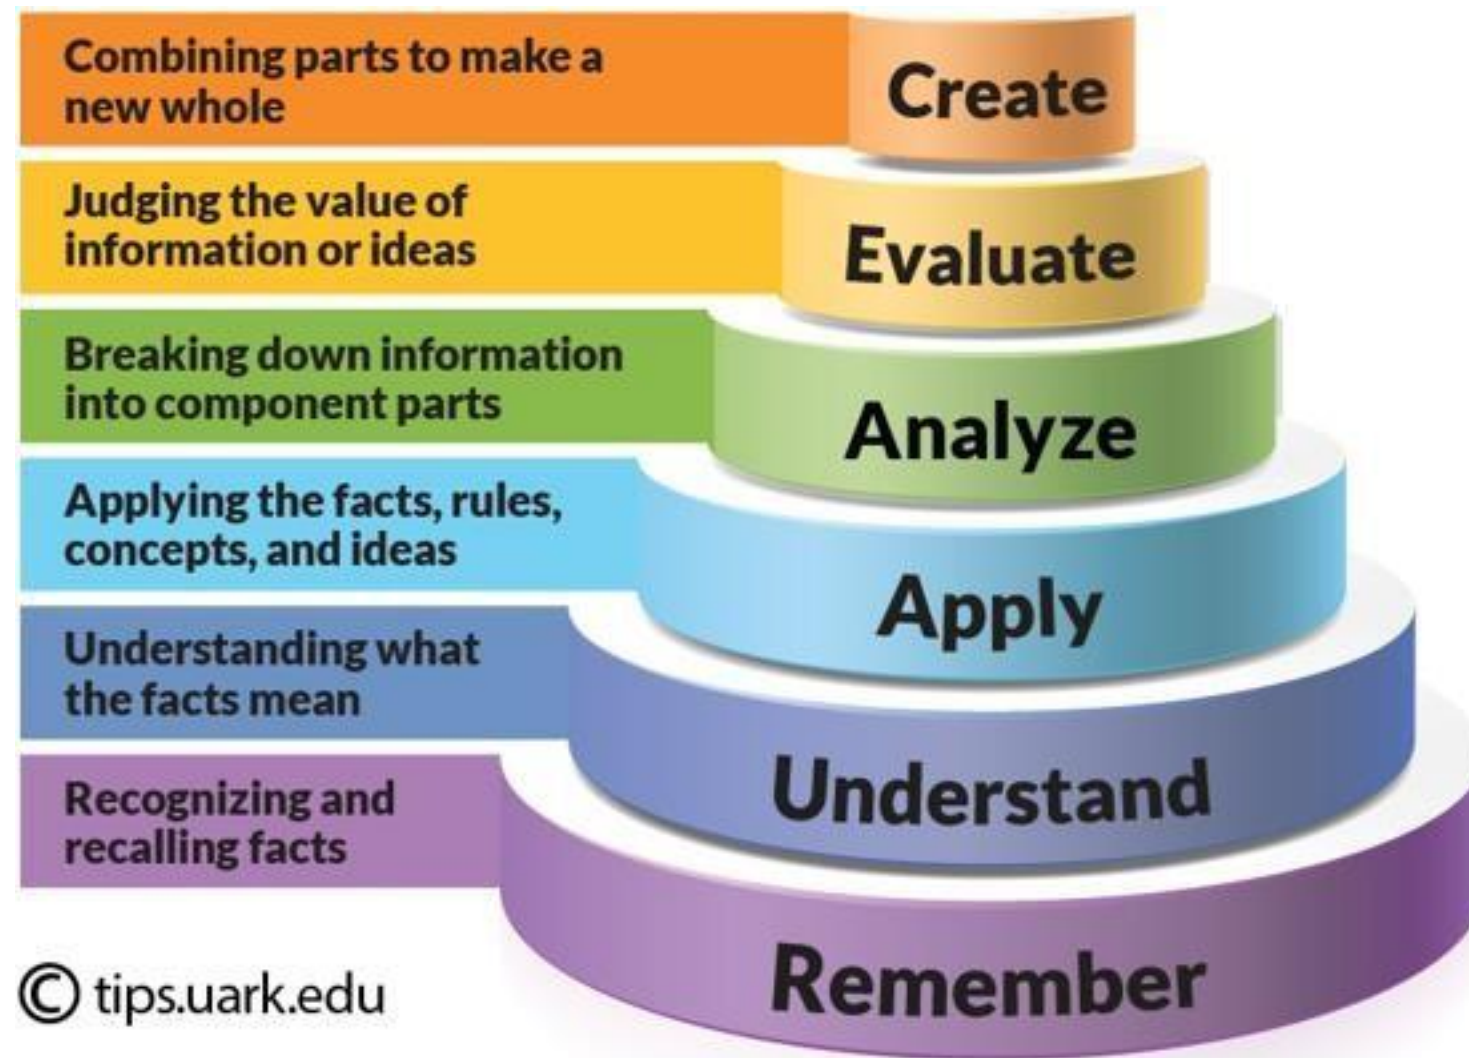 Combining parts to make a
new whole
Create
Judging the value of
information or ideas
Evaluate
Breaking down information
into component parts
Analyze
Applying the facts, rules,
concepts, and ideas
Apply
Understanding what
the facts mean
Understand
Recognizing and
recalling facts
Remember
© tips.uark.edu